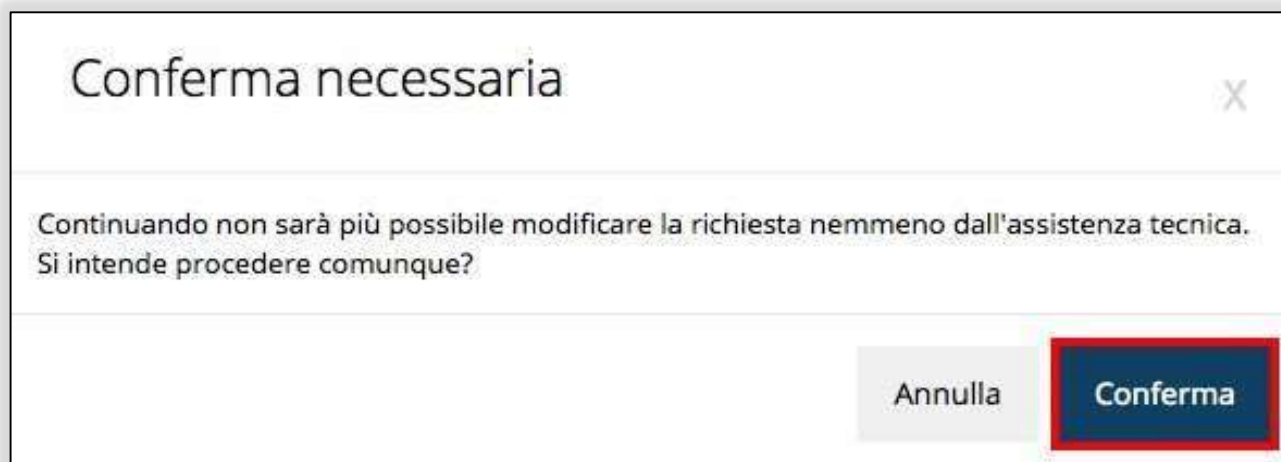 Conferma necessaria
X
Continuando non sarà più possibile modificare la richiesta nemmeno dall'assistenza tecnica.
Si intende procedere comunque?
Annulla Conferma